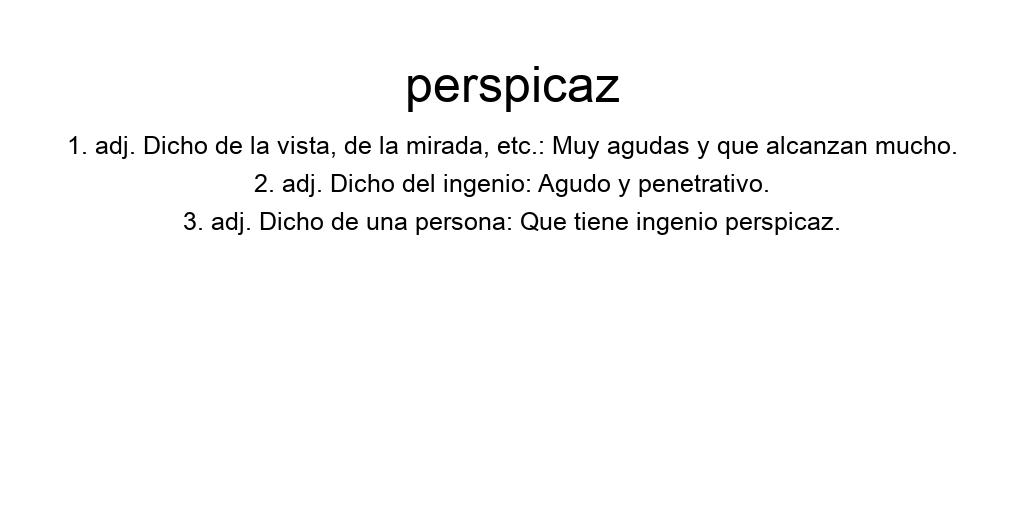 perspicaz
1. adj. Dicho de la vista, de la mirada, etc.: Muy agudas y que alcanzan mucho.
2. adj. Dicho del ingenio: Agudo y penetrativo.
3. adj. Dicho de una persona: Que tiene ingenio perspicaz.